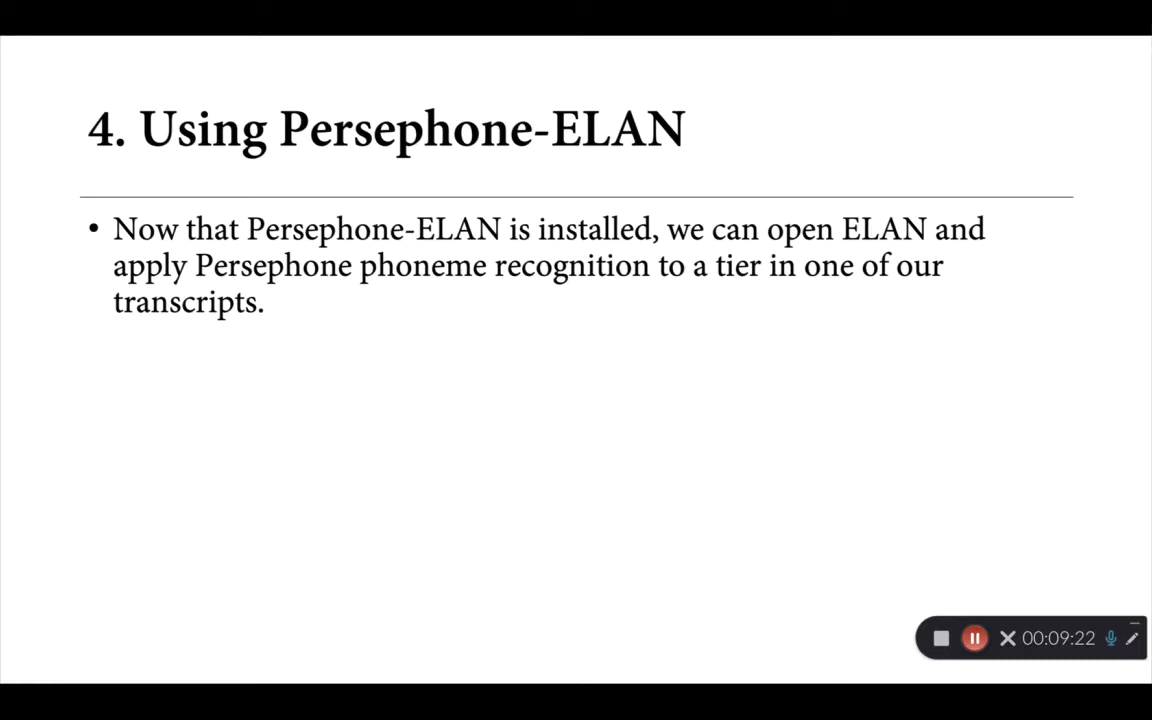 4. Using Persephone-ELAN
• Now that Persephone-ELAN is installed, we can open ELAN and
apply Persephone phoneme recognition to a tier in one of our
transcripts.
00:09:22